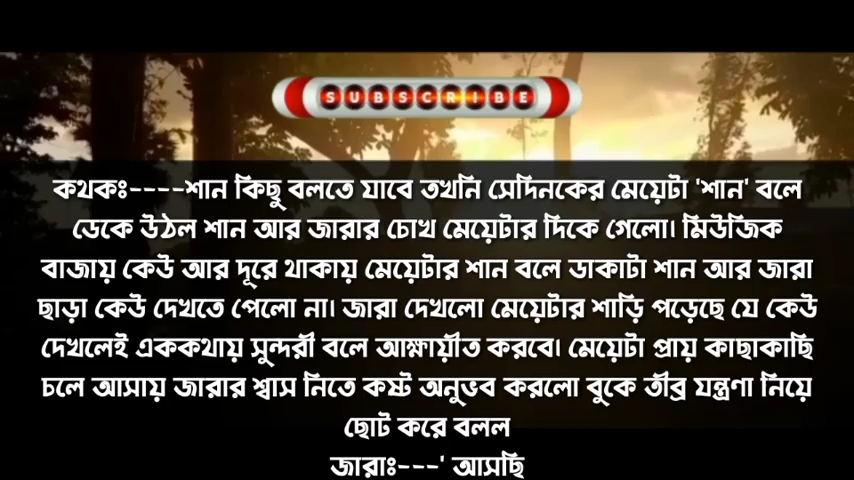 SUBSCRIBE
কথকঃ----শান কিছু বলতে যাবে তখনি সেদিনকের মেয়েটা 'শান' বলে
ডেকে উঠল শান আর জারার চোখ মেয়েটার দিকে গেলো। মিউজিক
বাজায় কেউ আর দূরে থাকায় মেয়েটার শান বলে ডাকাটা শান আর জারা
ছাড়া কেউ দেখতে পেলো না। জারা দেখলো মেয়েটার শাড়ি পড়েছে যে কেউ
দেখলেই এককথায় সুন্দরী বলে আক্ষায়ীত করবে। মেয়েটা প্রায় কাছাকাছি
চলে আসায় জারার শ্বাস নিতে কষ্ট অনুভব করলো বুকে তীব্র যন্ত্রণা নিয়ে
ছোট করে বলল
জারাঃ---' আসছি